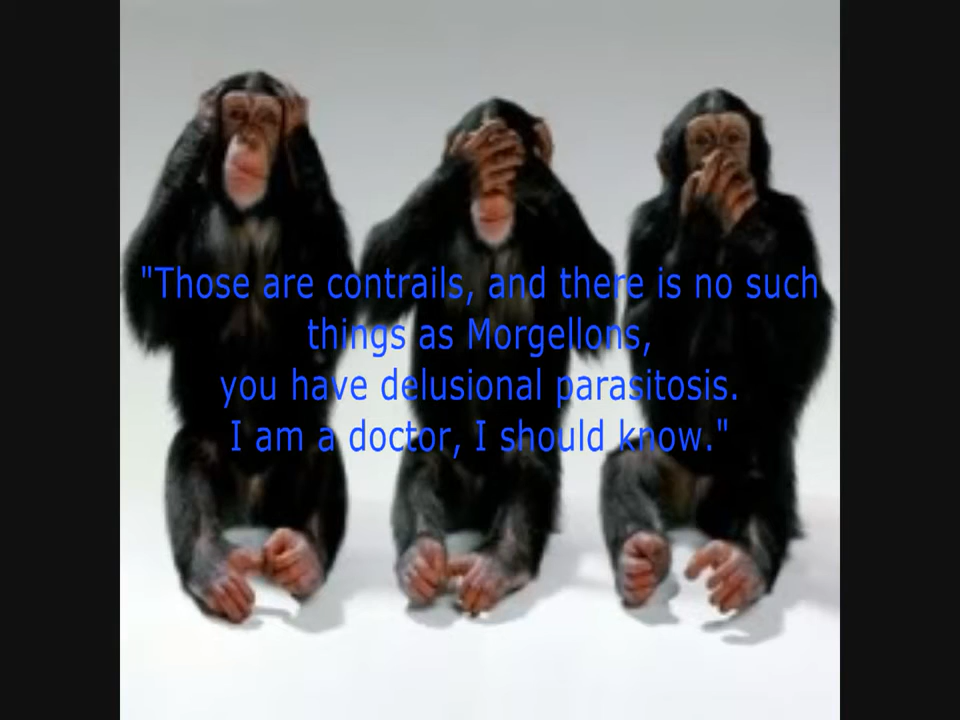 "Those are contrails, and there is no such
things as Morgellons,
you have delusional parasitosis.
I am a doctor, I should know."